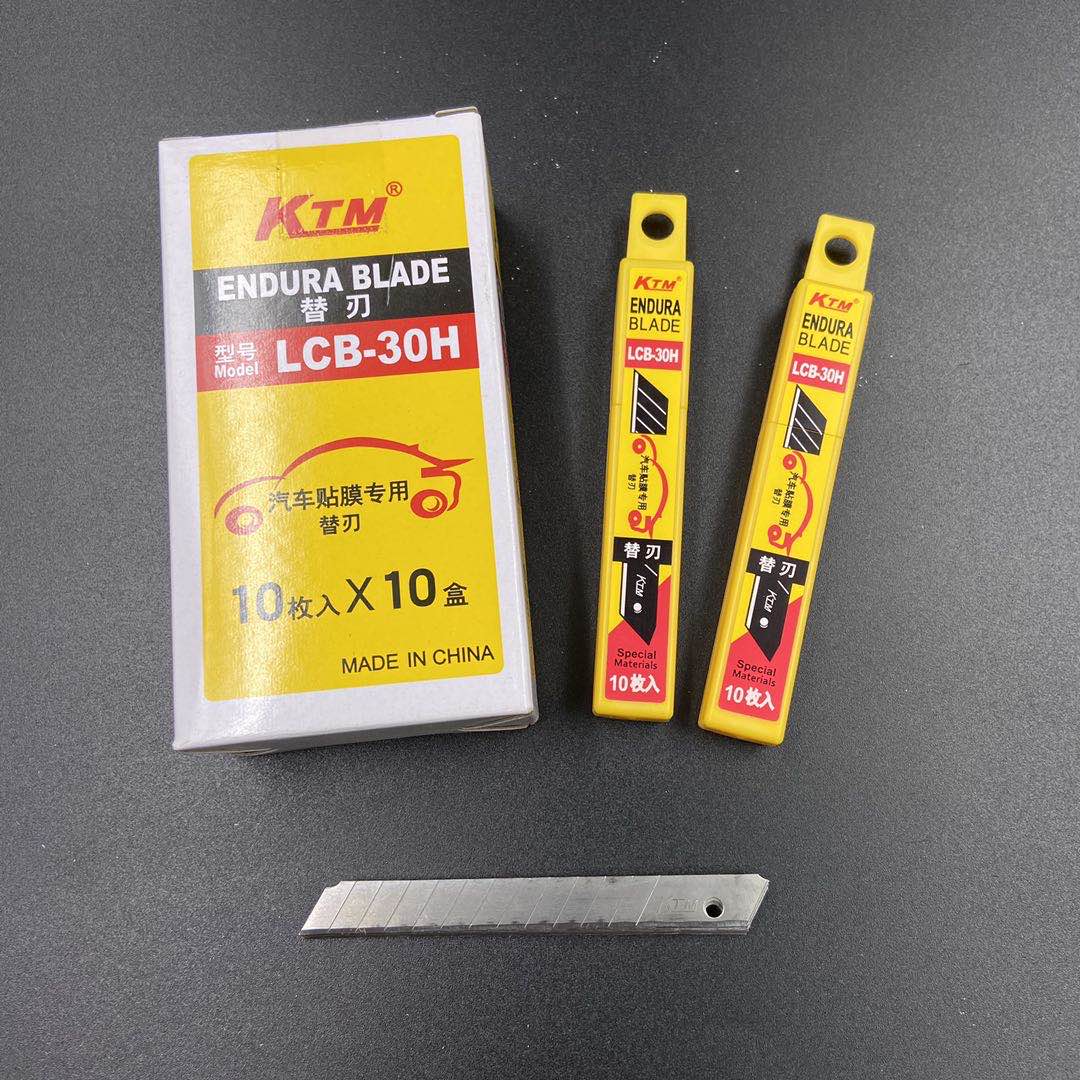 KTM®
ENDURA BLADE
替刃
型号
Model
LCB-30H
汽车贴膜专用
替刃
10枚入 X 10盒
MADE IN CHINA
KTM®
ENDURA
BLADE
LCB-30H
汽车贴膜专用
替刃
替刃
KTM
Special
Materials
10枚入
KTM®
ENDURA
BLADE
LCB-30H
汽车贴膜专用
替刃
替刃
KTM
Special
Materials
10枚入
TM